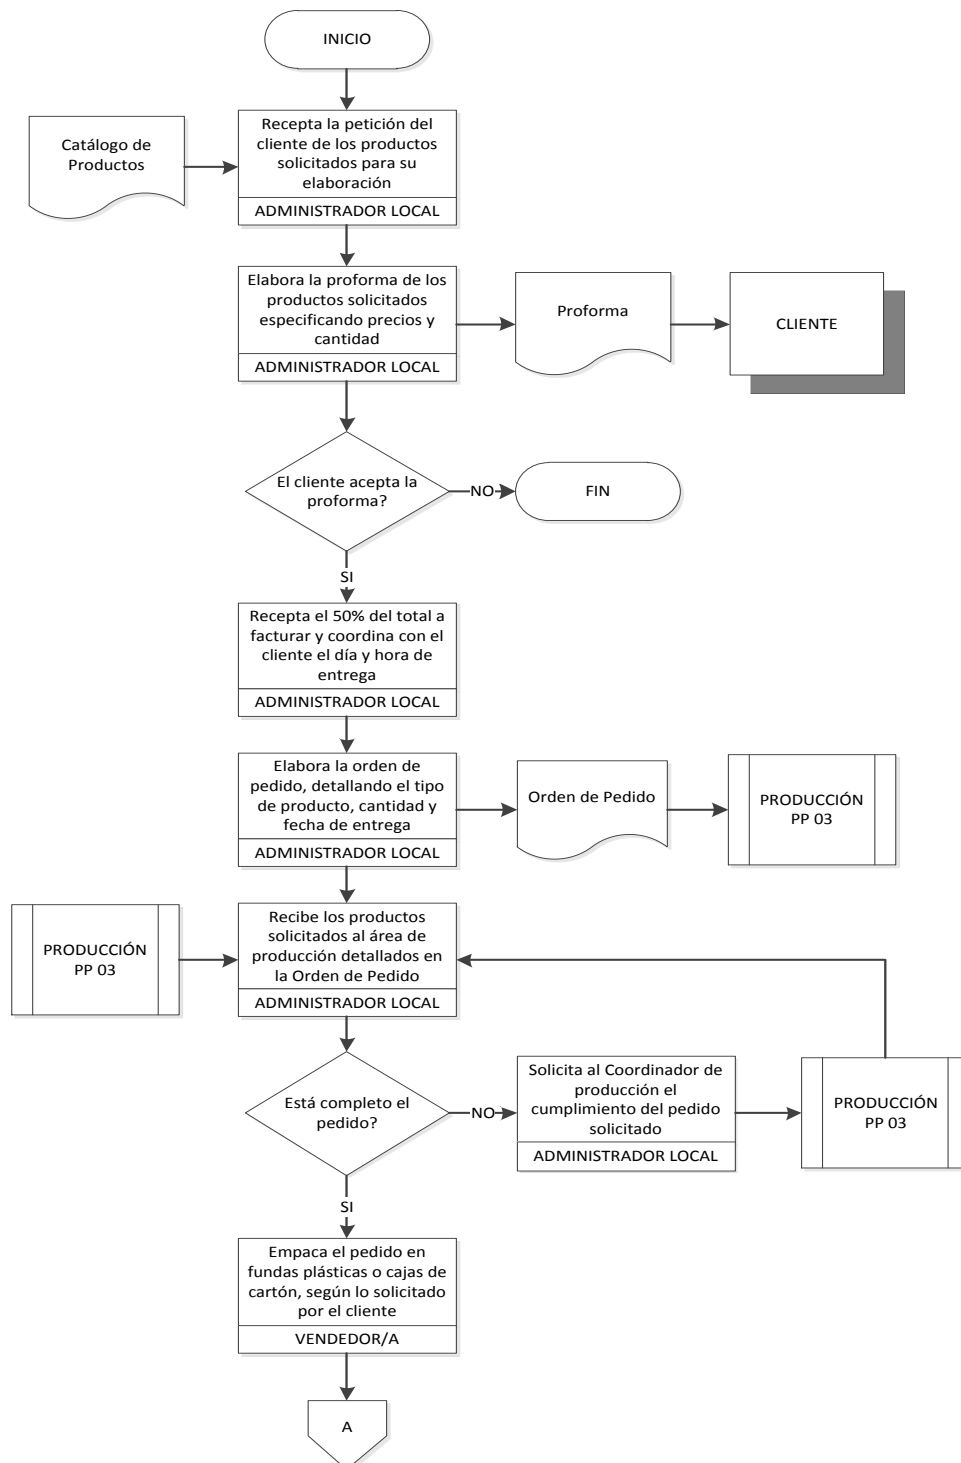 INICIO
Catálogo de
Productos
Recepta la petición del
cliente de los productos
solicitados para su
elaboración
ADMINISTRADOR LOCAL
Elabora la proforma de los
productos solicitados
especificando precios y
cantidad
ADMINISTRADOR LOCAL
Proforma
CLIENTE
El cliente acepta la
proforma?
NO
FIN
SI
Recepta el 50% del total a
facturar y coordina con el
cliente el día y hora de
entrega
ADMINISTRADOR LOCAL
Elabora la orden de
pedido, detallando el tipo
de producto, cantidad y
fecha de entrega
ADMINISTRADOR LOCAL
Orden de Pedido
PRODUCCIÓN
PP 03
PRODUCCIÓN
PP 03
Recibe los productos
solicitados al área de
producción detallados en
la Orden de Pedido
ADMINISTRADOR LOCAL
Está completo el
pedido?
NO
Solicita al Coordinador de
producción el
cumplimiento del pedido
solicitado
ADMINISTRADOR LOCAL
PRODUCCIÓN
PP 03
SI
Empaca el pedido en
fundas plásticas o cajas de
cartón, según lo solicitado
por el cliente
VENDEDOR/A
A